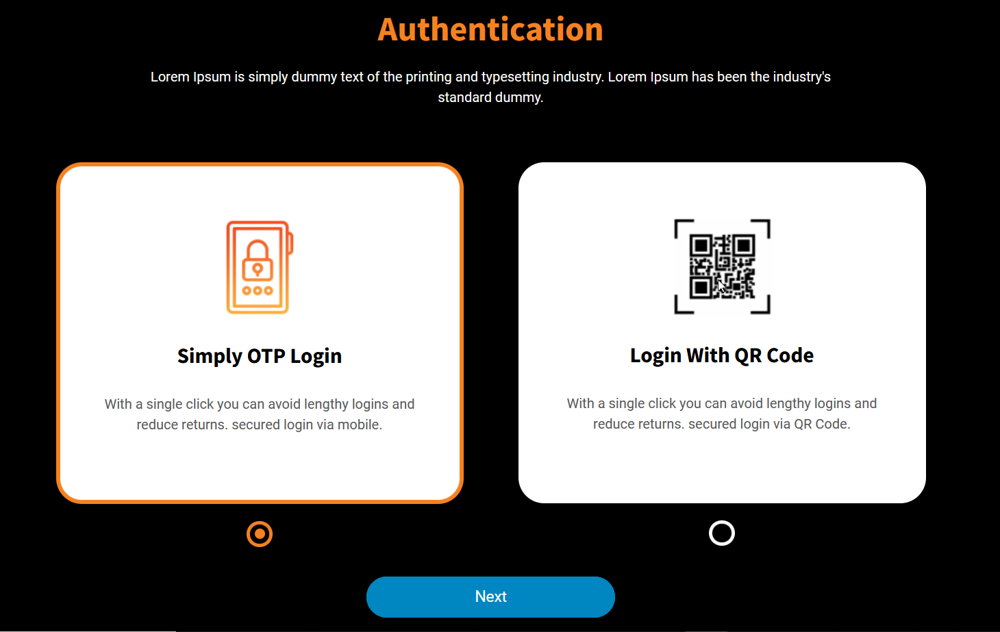 Authentication
Lorem Ipsum is simply dummy text of the printing and typesetting industry. Lorem Ipsum has been the industry's
standard dummy.
Simply OTP Login
With a single click you can avoid lengthy logins and
reduce returns. secured login via mobile.
Login With QR Code
With a single click you can avoid lengthy logins and
reduce returns. secured login via QR Code.
Next